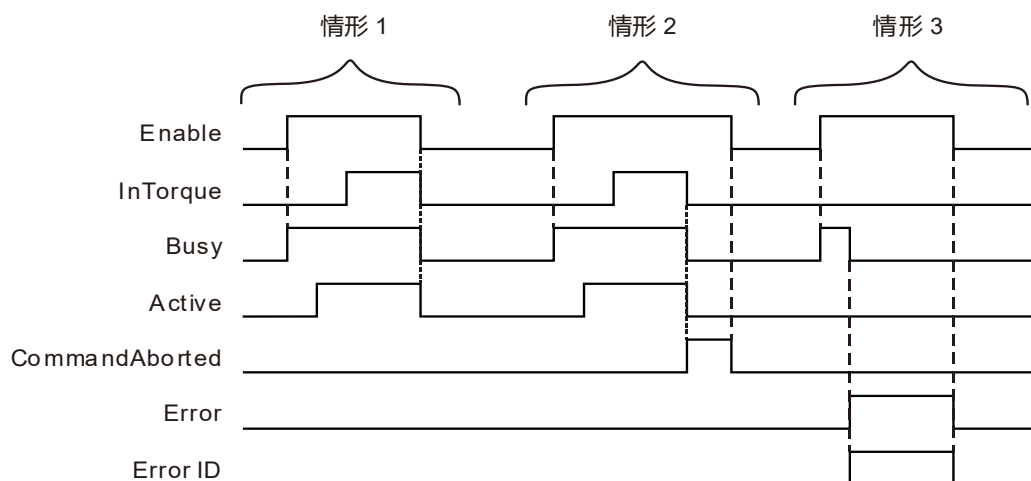 情形 1 情形 2 情形 3
Enable
InTorque
Busy
Active
CommandAborted
Error
Error ID